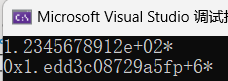 Microsoft Visual Studio 调试
1.2345678912e+02*
0x1.edd3c08729a5fp+6*